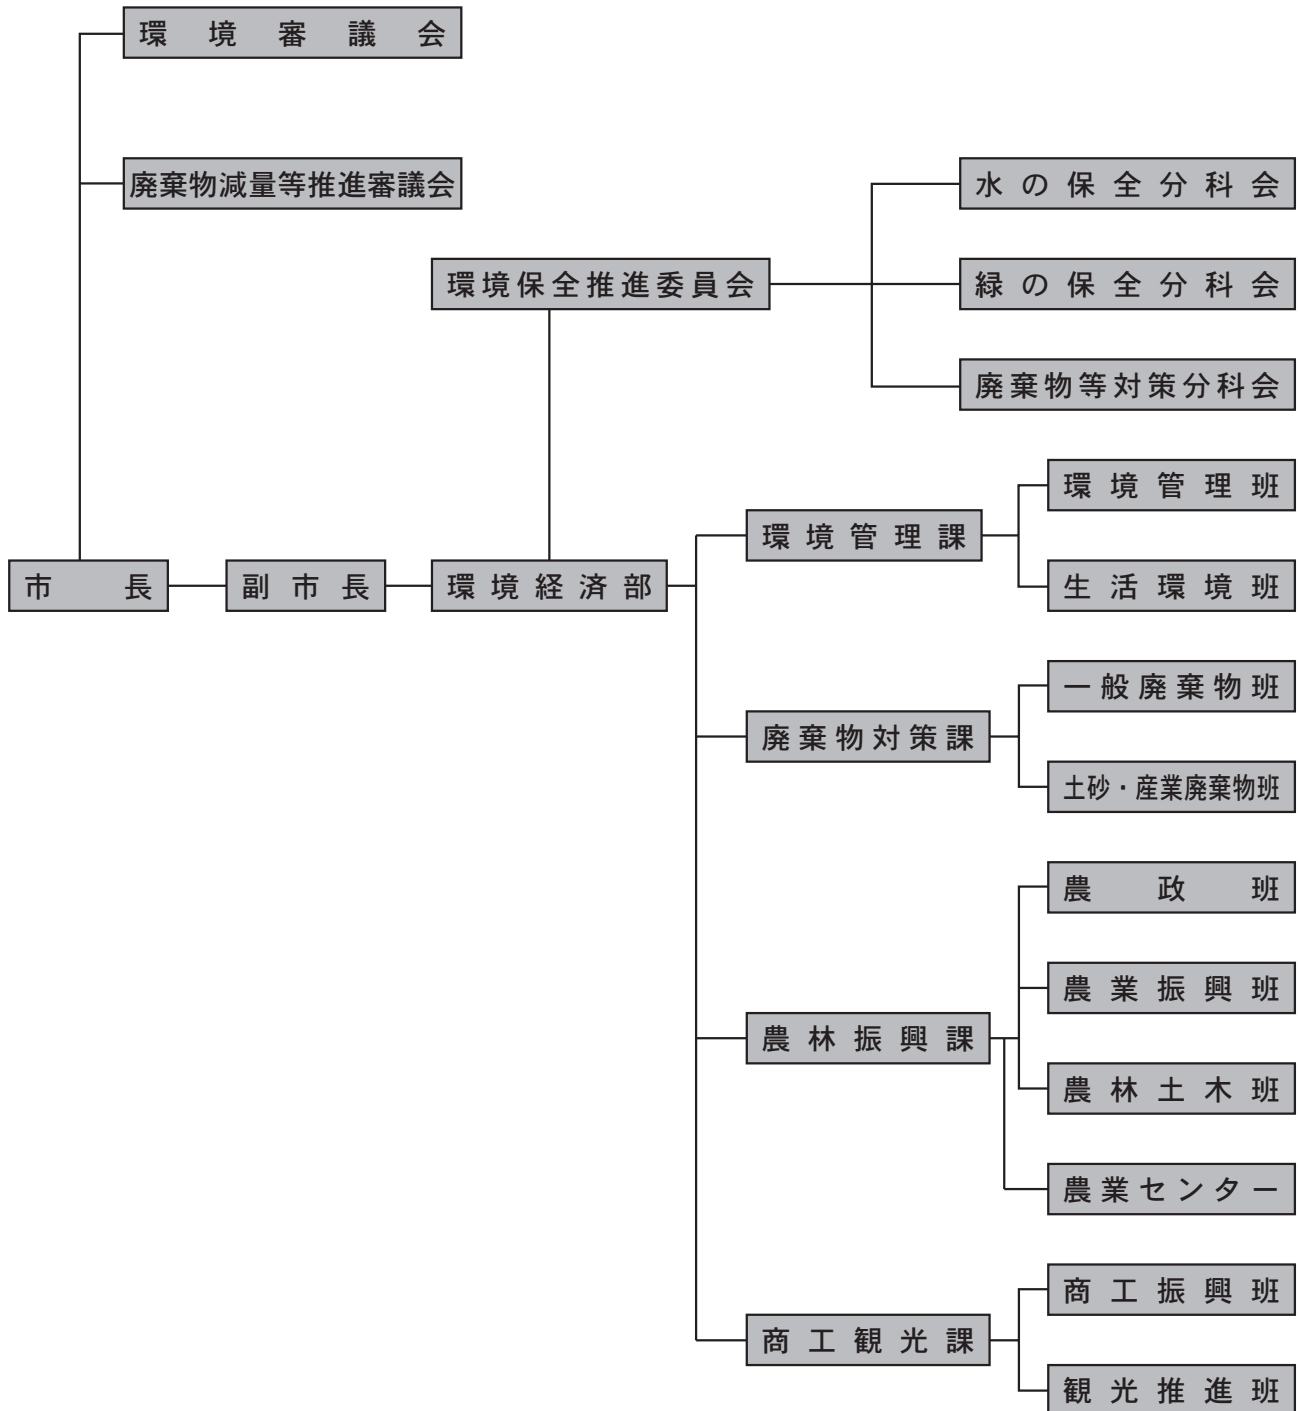 環境審議会
廃棄物減量等推進審議会
水の保全分科会
環境保全推進委員会
緑の保全分科会
廃棄物等対策分科会
環境管理班
環境管理課
市長
副市長
環境経済部
生活環境班
一般廃棄物班
廃棄物対策課
土砂・産業廃棄物班
農政班
農業振興班
農林振興課
農林土木班
農業センター
商工振興班
商工観光課
観光推進班